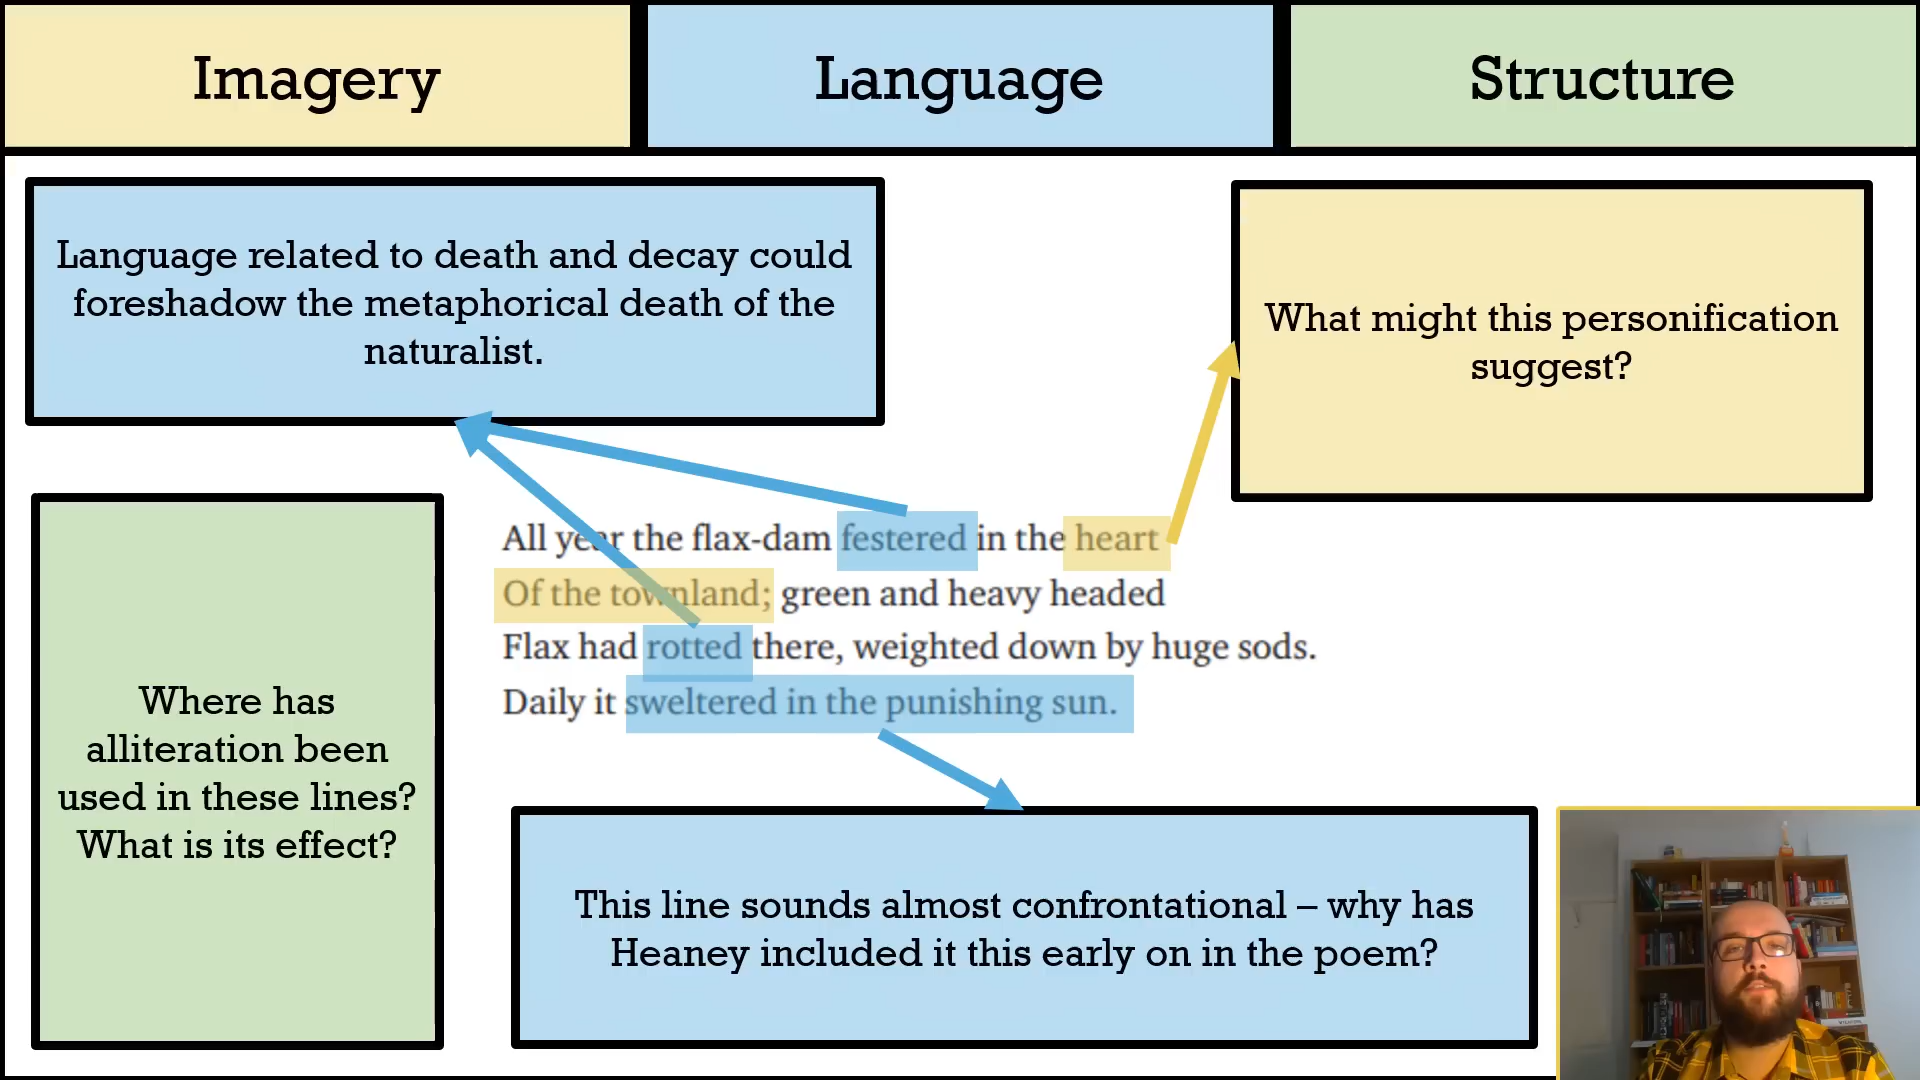 Imagery
Language
Structure
Language related to death and decay could
foreshadow the metaphorical death of the
naturalist.
What might this personification
suggest?
All year the flax-dam festered in the heart
Of the townland; green and heavy headed
Flax had rotted there, weighted down by huge sods.
Daily it sweltered in the punishing sun.
Where has
alliteration been
used in these lines?
What is its effect?
This line sounds almost confrontational – why has
Heaney included it this early on in the poem?